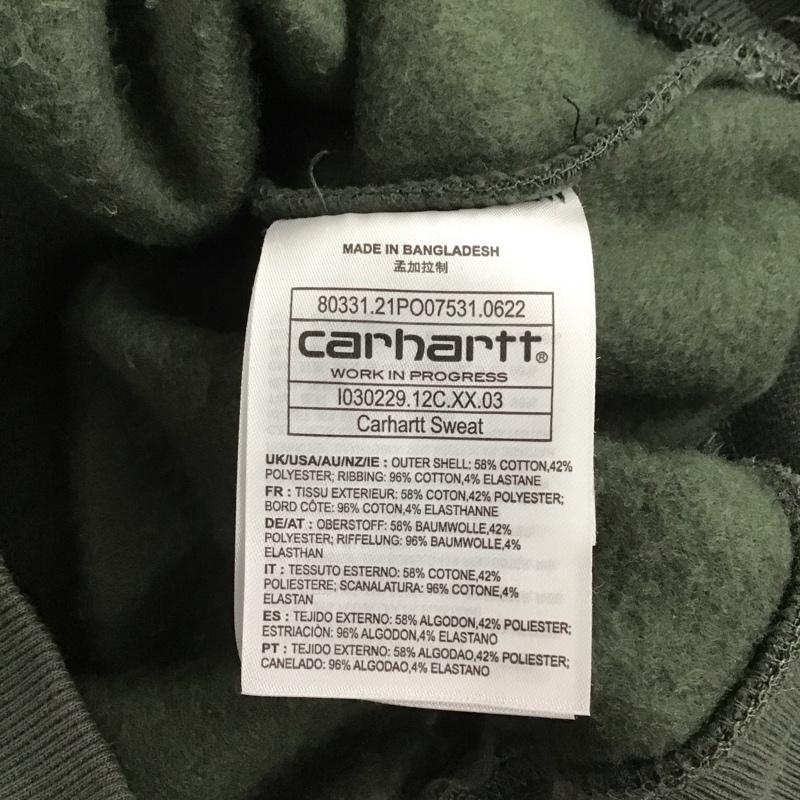 MADE IN BANGLADESH
孟加拉制
80331.21PO07531.0622
carhartt®
WORK IN PROGRESS
I030229.12C.XX.03
Carhartt Sweat
UK/USA/AU/NZ/IE : OUTER SHELL: 58% COTTON,42%
POLYESTER; RIBBING: 96% COTTON,4% ELASTANE
FR : TISSU EXTERIEUR: 58% COTON,42% POLYESTER;
BORD CÔTE: 96% COTON,4% ELASTHANNE
DE/AT : OBERSTOFF: 58% BAUMWOLLE,42%
POLYESTER; RIFFELUNG: 96% BAUMWOLLE,4%
ELASTHAN
IT : TESSUTO ESTERNO: 58% COTONE,42%
POLIESTERE; SCANALATURA: 96% COTONE,4%
ELASTAN
ES : TEJIDO EXTERNO: 58% ALGODON,42% POLIESTER;
ESTRIACIÓN: 96% ALGODON,4% ELASTANO
PT : TEJIDO EXTERNO: 58% ALGODAO,42% POLIESTER;
CANELADO: 96% ALGODAO,4% ELASTANO